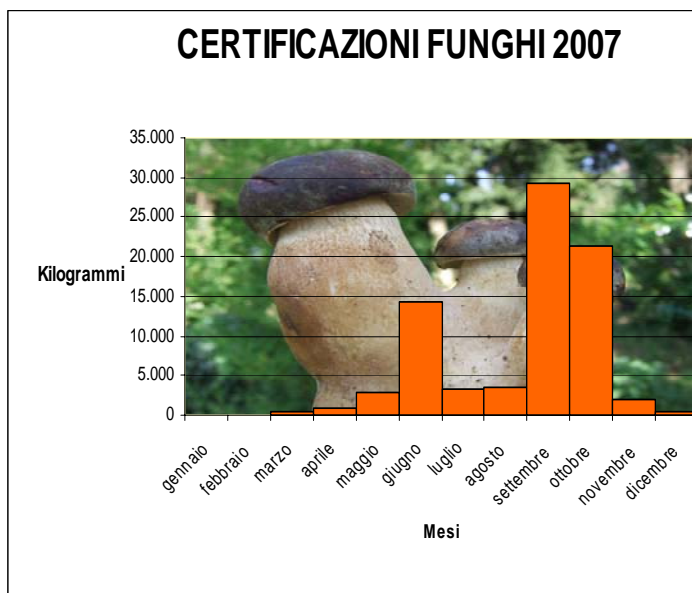 CERTIFICAZIONI FUNGHI 2007
35.000
30.000
25.000
20.000
15.000
10.000
5.000
0
Kilogrammi
gennaio
febbraio
marzo
aprile
maggio
giugno
luglio
agosto
settembre
ottobre
novembre
dicembre
Mesi